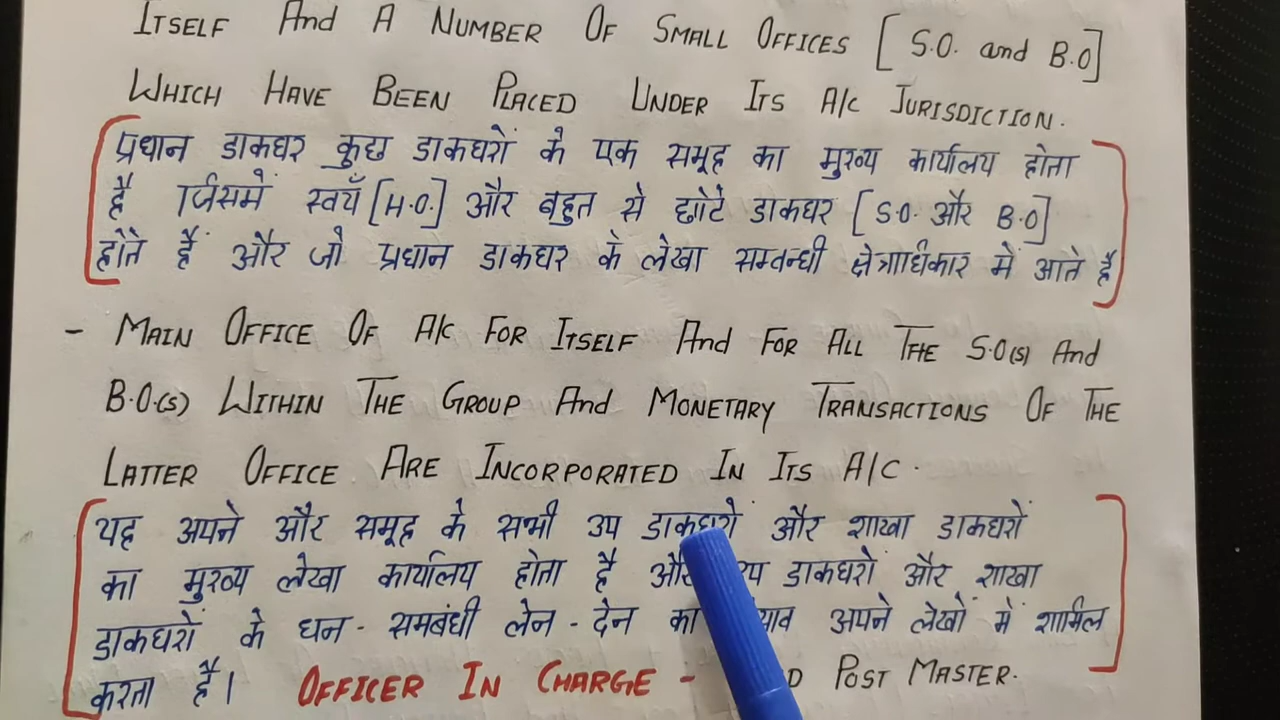 ITSELF And A NUMBER OF SMALL OFFICES [S.O. and B.O]
WHICH HAVE BEEN PLACED UNDER ITS A/C JURISDICTION.
प्रधान डाकघर कुछ डाकघरों के एक समूह का मुख्य कार्यालय होता
है जिसमें स्वयँ [H.O.] और बहुत से छोटे डाकघर [S.O. और B.O]
होते हैं और जो प्रधान डाकघर के लेखा सम्बन्धी क्षेत्राधिकार में आते हैं
- MAIN OFFICE OF A/C FOR ITSELF And FOR ALL THE S.O(S) And
B.O.(S) WITHIN THE GROUP And MONETARY TRANSACTIONS OF THE
LATTER OFFICE ARE INCORPORATED IN ITS A/C.
यह अपने और समूह के सभी उप डाकघरों और शाखा डाकघरों
का मुख्य लेखा कार्यालय होता है डाकघरों और शाखा
डाकघरों के धन - समबंधी लेन - देन का अपने लेखों में शामिल
करता है। OFFICER IN CHARGE - POST MASTER.